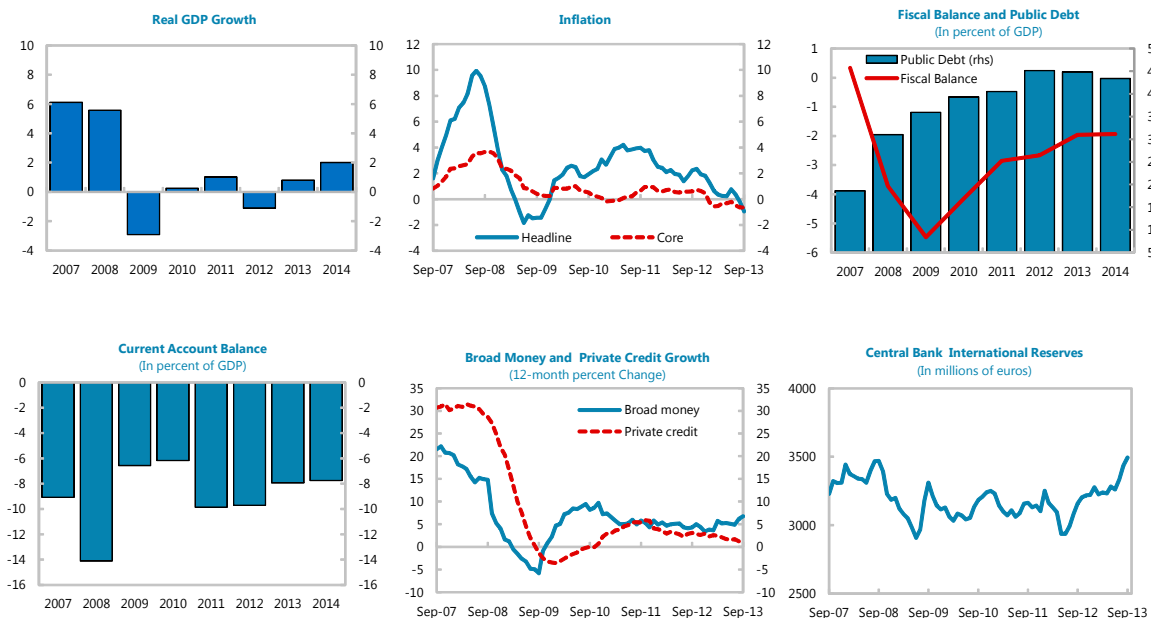 Real GDP Growth
10 10
8 8
6 6
4 4
2 2
0 0
-2 -2
-4 -4
2007 2008 2009 2010 2011 2012 2013 2014
Inflation
12 12
10 10
8 8
6 6
4 4
2 2
0 0
-2 -2
-4 -4
Headline Core
Sep-07 Sep-08 Sep-09 Sep-10 Sep-11 Sep-12 Sep-13
Fiscal Balance and Public Debt
(In percent of GDP)
Public Debt (rhs)
Fiscal Balance
1
0
-1
-2
-3
-4
-5
-6
2007 2008 2009 2010 2011 2012 2013 2014
Current Account Balance
(In percent of GDP)
0 0
-2 -2
-4 -4
-6 -6
-8 -8
-10 -10
-12 -12
-14 -14
-16 -16
2007 2008 2009 2010 2011 2012 2013 2014
Broad Money and Private Credit Growth
(12-month percent Change)
Broad money
Private credit
35 35
30 30
25 25
20 20
15 15
10 10
5 5
0 0
-5 -5
-10 -10
Sep-07 Sep-08 Sep-09 Sep-10 Sep-11 Sep-12 Sep-13
Central Bank International Reserves
(In millions of euros)
4000
3500
3000
2500
Sep-07 Sep-08 Sep-09 Sep-10 Sep-11 Sep-12 Sep-13